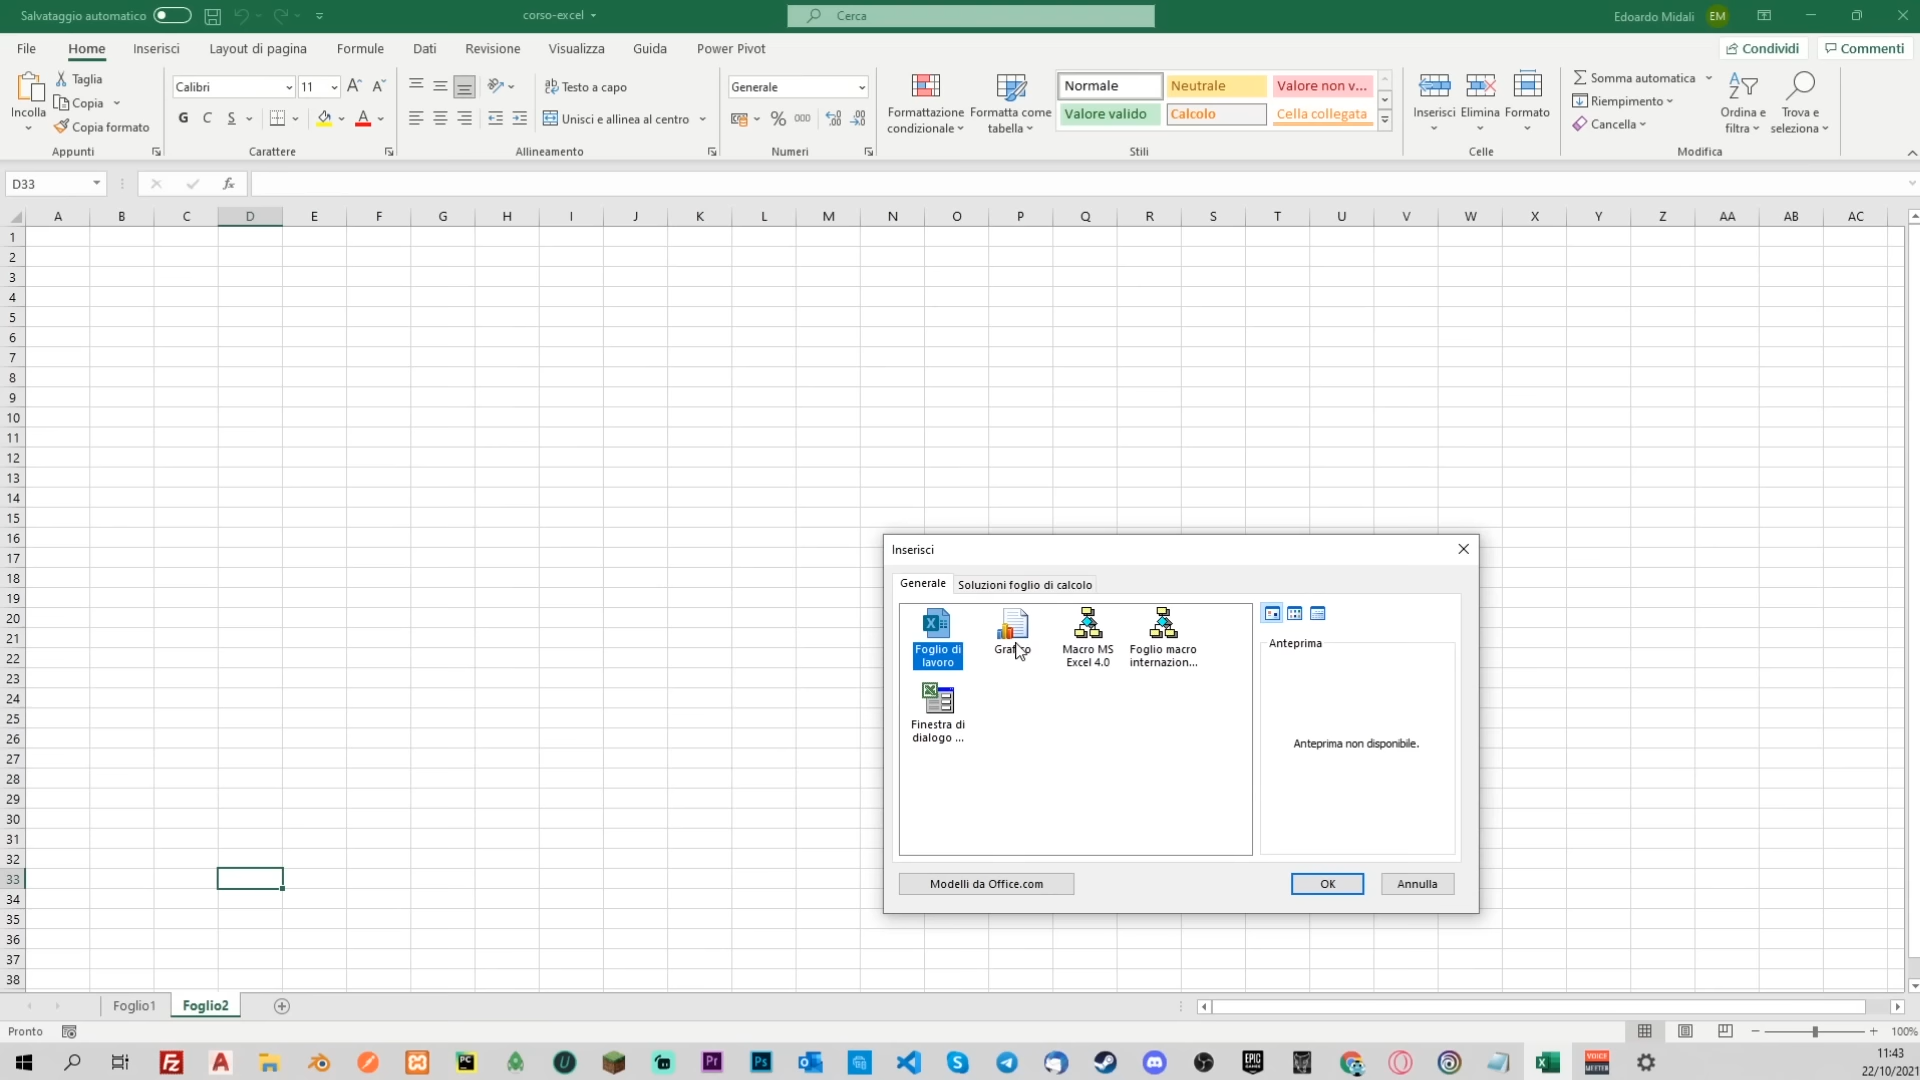 Salvataggio automatico
corso-excel
Cerca
Edoardo Midali
EM
File
Home
Inserisci
Layout di pagina
Formule
Dati
Revisione
Visualizza
Guida
Power Pivot
Condividi
Commenti
Incolla
Taglia
Copia
Copia formato
Appunti
Calibri
11
G C S
Carattere
Testo a capo
Unisci e allinea al centro
Allineamento
Generale
% 000
Numeri
Formattazione condizionale
Formatta come tabella
Normale
Neutrale
Valore non v...
Valore valido
Calcolo
Cella collegata
Stili
Inserisci
Elimina
Formato
Celle
Somma automatica
Riempimento
Cancella
Ordina e filtra
Trova e seleziona
Modifica
D33
fx
A B C D E F G H I J K L M N O P Q R S T U V W X Y Z AA AB AC
1
2
3
4
5
6
7
8
9
10
11
12
13
14
15
16
17
18
19
20
21
22
23
24
25
26
27
28
29
30
31
32
33
34
35
36
37
38
Inserisci
Generale
Soluzioni foglio di calcolo
Foglio di
lavoro
Grafico
Macro MS
Excel 4.0
Foglio macro
internazion...
Finestra di
dialogo ...
Anteprima
Anteprima non disponibile.
Modelli da Office.com
OK
Annulla
Foglio1
Foglio2
Pronto
100%
11:43
22/10/2021